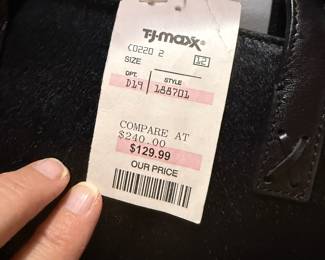 T·J·maxx®
C0220 2 12
SIZE
DPT. STYLE
D19 188701
COMPARE AT
$240.00
$129.99
OUR PRICE